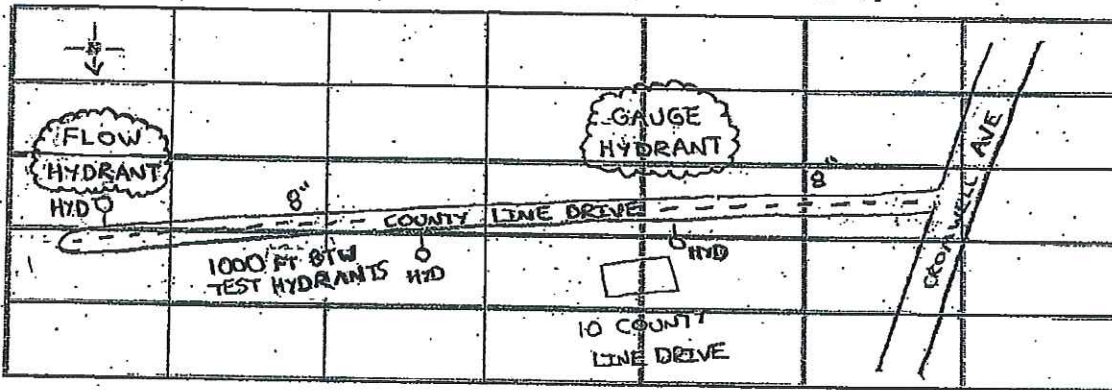 N
FLOW
HYDRANT
HYD
GAUGE
HYDRANT
8"
8"
COUNTY LINE DRIVE
CROMWELL AVE
1000 FT BTW
TEST HYDRANTS
HYD
HYD
10 COUNTY
LINE DRIVE